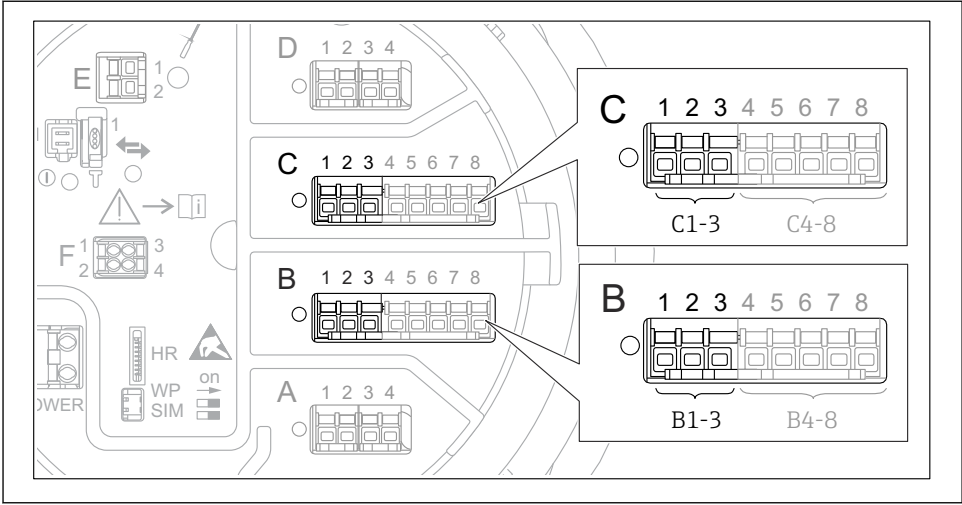 D 1 2 3 4
E 1
2
1
C 1 2 3 4 5 6 7 8
C1-3 C4-8
C 1 2 3 4 5 6 7 8
i
F 1 3
2 4
B 1 2 3 4 5 6 7 8
B 1 2 3 4 5 6 7 8
B1-3 B4-8
HR
WP on
SIM
OWER
A 1 2 3 4